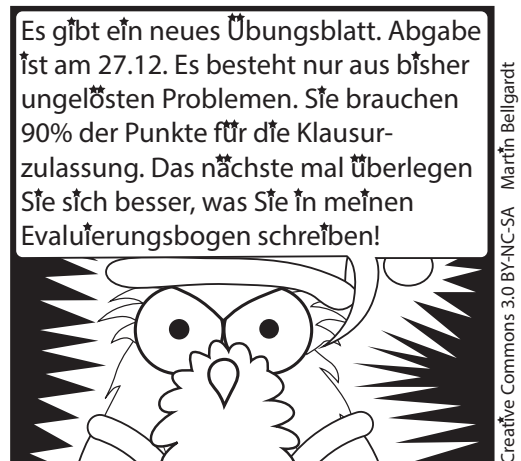 Es gibt ein neues Übungsblatt. Abgabe
ist am 27.12. Es besteht nur aus bisher
ungelösten Problemen. Sie brauchen
90% der Punkte für die Klausur-
zulassung. Das nächste mal überlegen
Sie sich besser, was Sie in meinen
Evaluierungsbogen schreiben!
Creative Commons 3.0 BY-NC-SA Martin Bellgardt